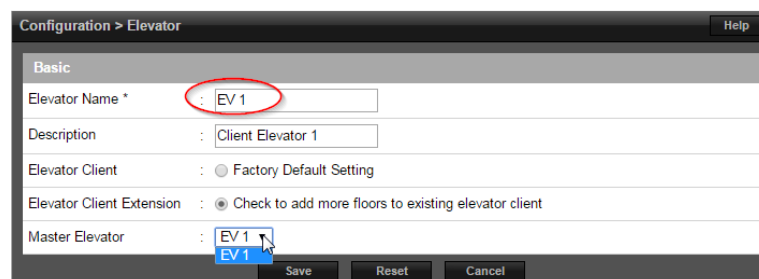 Configuration > Elevator Help
Basic
Elevator Name * : EV 1
Description : Client Elevator 1
Elevator Client : Factory Default Setting
Elevator Client Extension : Check to add more floors to existing elevator client
Master Elevator : EV 1
EV 1
Save Reset Cancel